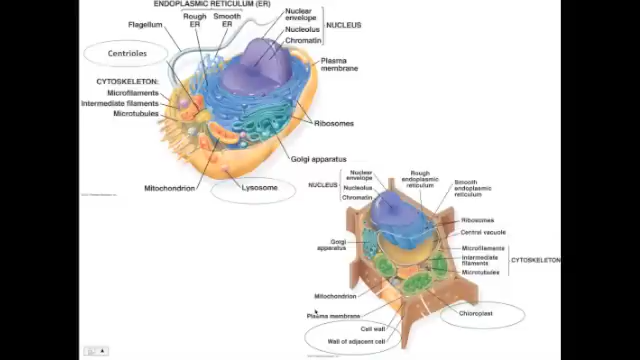 ENDOPLASMIC RETICULUM (ER)
Rough
ER
Smooth
ER
Flagellum
Nuclear
envelope
Nucleolus
Chromatin
NUCLEUS
Centrioles
Plasma
membrane
CYTOSKELETON:
Microfilaments
Intermediate filaments
Microtubules
Ribosomes
Golgi apparatus
Mitochondrion
Lysosome
NUCLEUS
Nuclear
envelope
Nucleolus
Chromatin
Rough
endoplasmic
reticulum
Smooth
endoplasmic
reticulum
Ribosomes
Central vacuole
Golgi
apparatus
Microfilaments
Intermediate
filaments
Microtubules
CYTOSKELETON
Mitochondrion
Plasma membrane
Chloroplast
Cell wall
Wall of adjacent cell